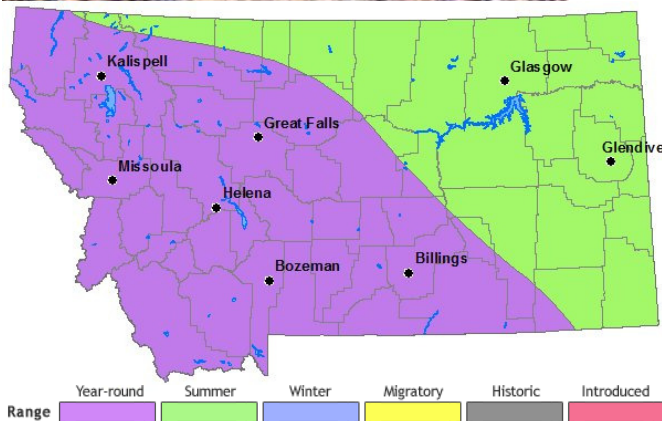 Kalispell
Glasgow
Great Falls
Glendive
Missoula
Helena
Bozeman
Billings
Year-round Summer Winter Migratory Historic Introduced
Range